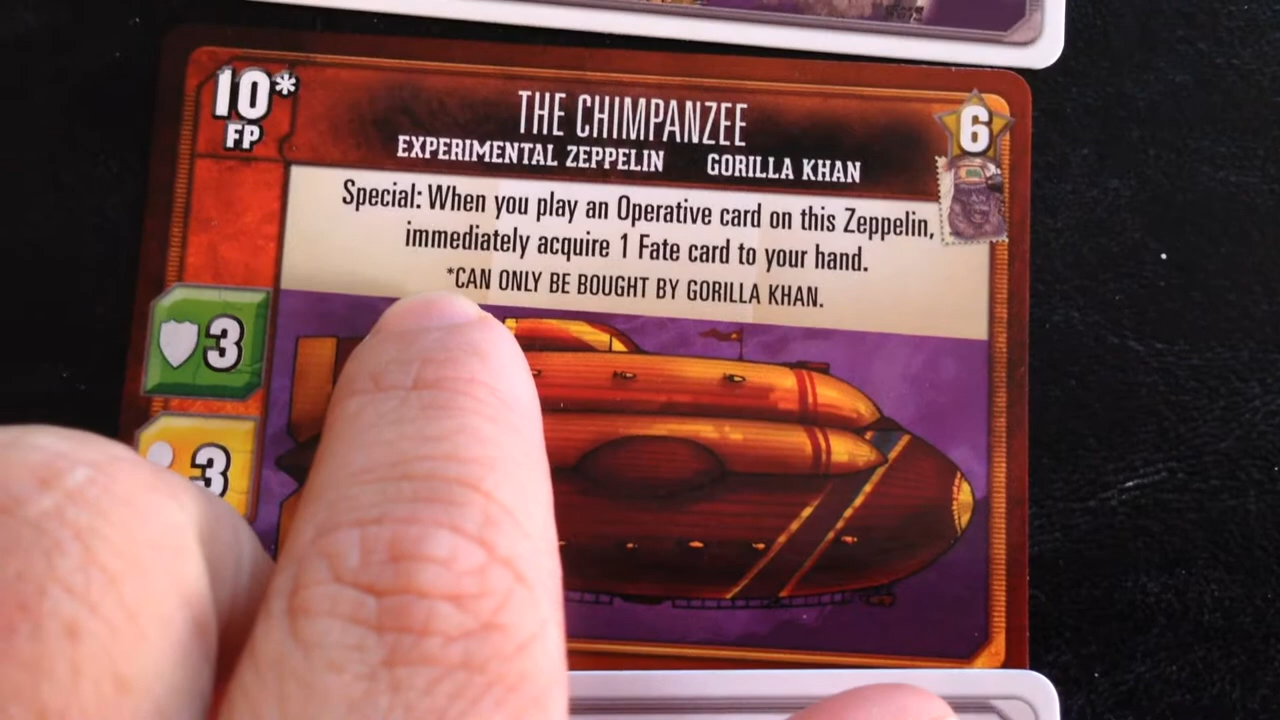 10*
FP
THE CHIMPANZEE
6
EXPERIMENTAL ZEPPELIN GORILLA KHAN
Special: When you play an Operative card on this Zeppelin,
immediately acquire 1 Fate card to your hand.
*CAN ONLY BE BOUGHT BY GORILLA KHAN.
3
3